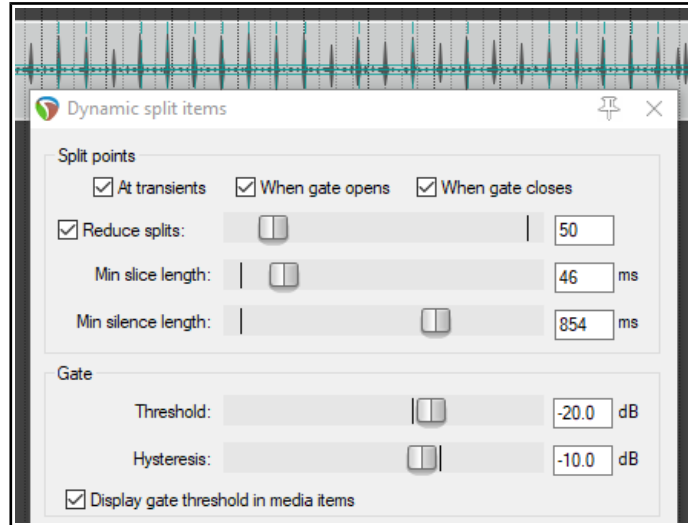 Dynamic split items
Split points
At transients When gate opens When gate closes
Reduce splits: 50
Min slice length: 46 ms
Min silence length: 854 ms
Gate
Threshold: -20.0 dB
Hysteresis: -10.0 dB
Display gate threshold in media items